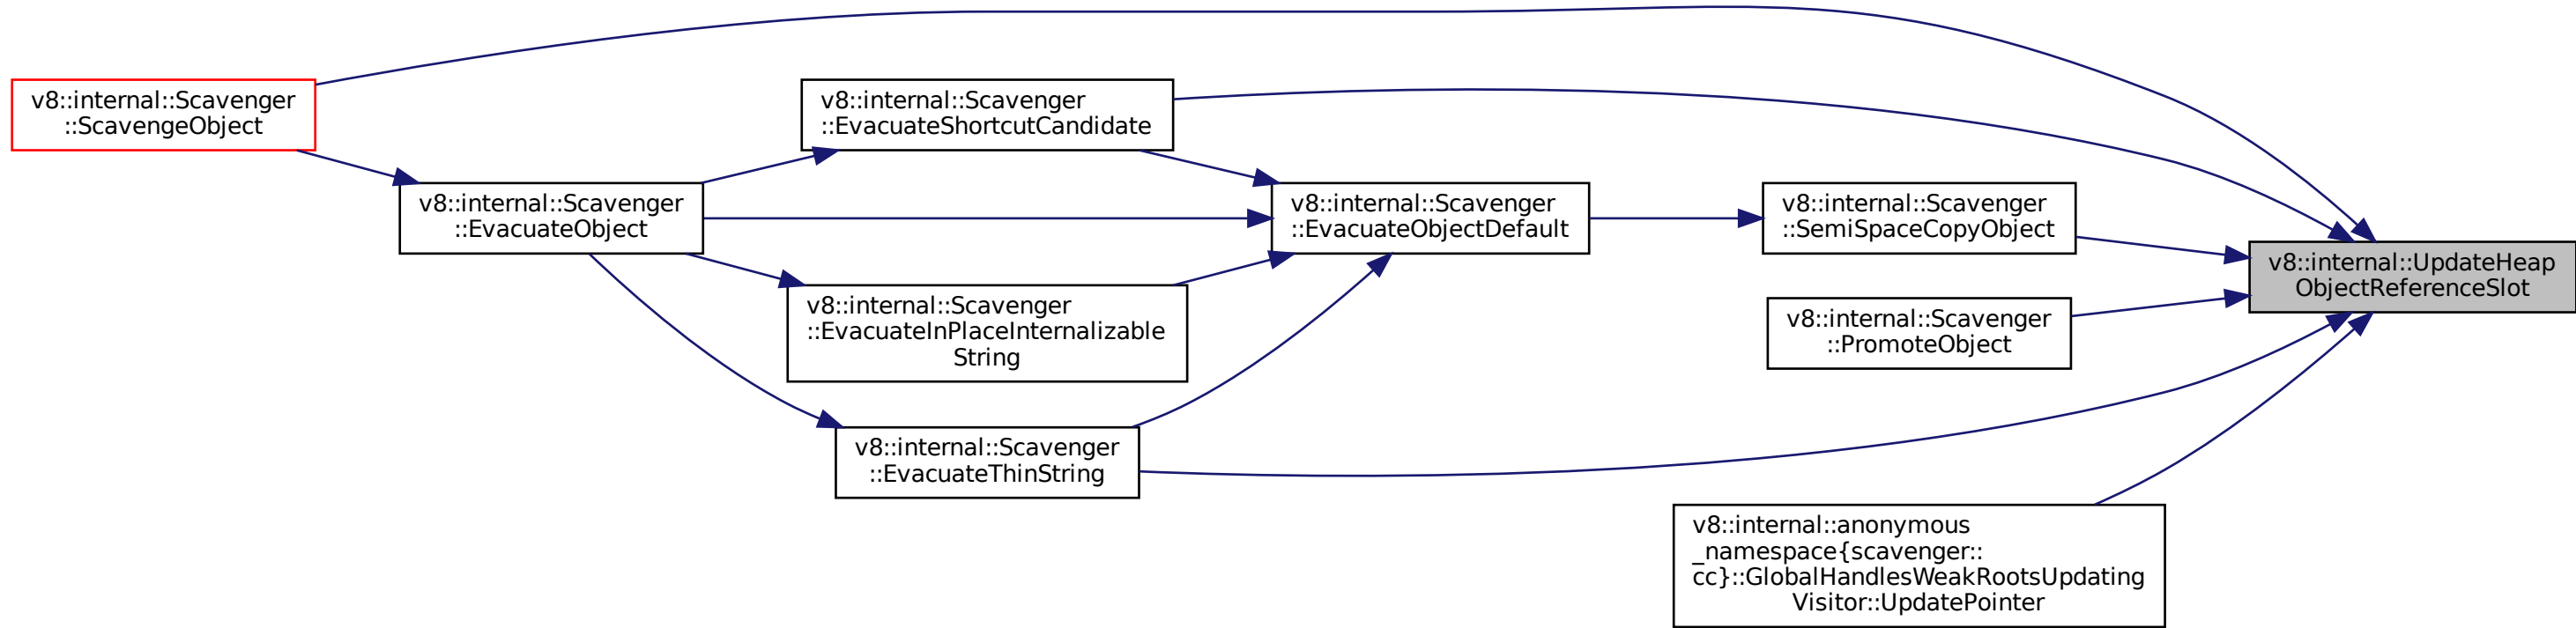 v8::internal::Scavenger
::ScavengeObject
v8::internal::Scavenger
::EvacuateShortcutCandidate
v8::internal::Scavenger
::EvacuateObject
v8::internal::Scavenger
::EvacuateObjectDefault
v8::internal::Scavenger
::SemiSpaceCopyObject
v8::internal::UpdateHeap
ObjectReferenceSlot
v8::internal::Scavenger
::EvacuateInPlaceInternalizable
String
v8::internal::Scavenger
::PromoteObject
v8::internal::Scavenger
::EvacuateThinString
v8::internal::anonymous
_namespace{scavenger::
cc}::GlobalHandlesWeakRootsUpdating
Visitor::UpdatePointer